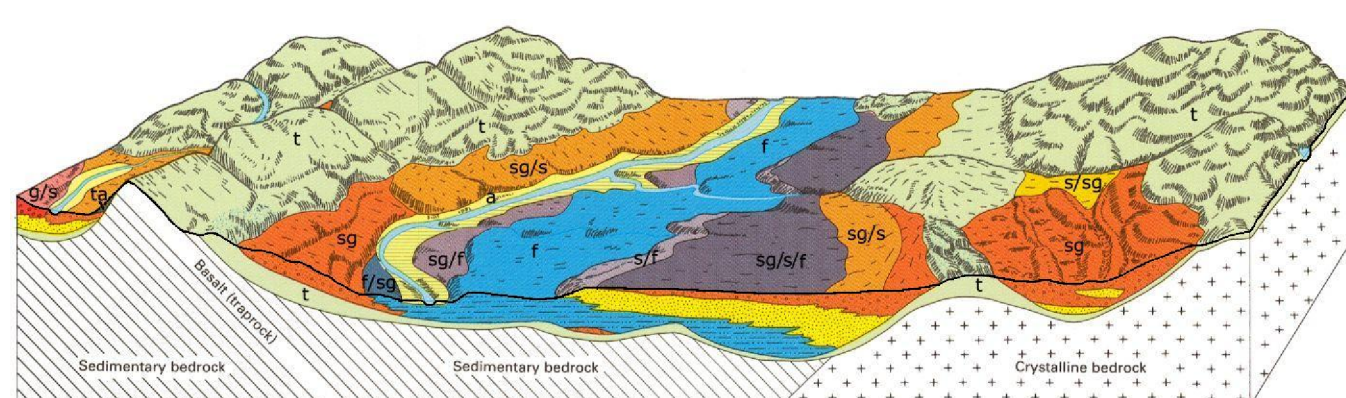 t
t
t
f
g/s
ta
sg/s
s/sg
a
sg
sg/f
f
s/f
sg/s/f
sg/s
sg
f/sg
t
t
Basalt (traprock)
Sedimentary bedrock
Sedimentary bedrock
Crystalline bedrock